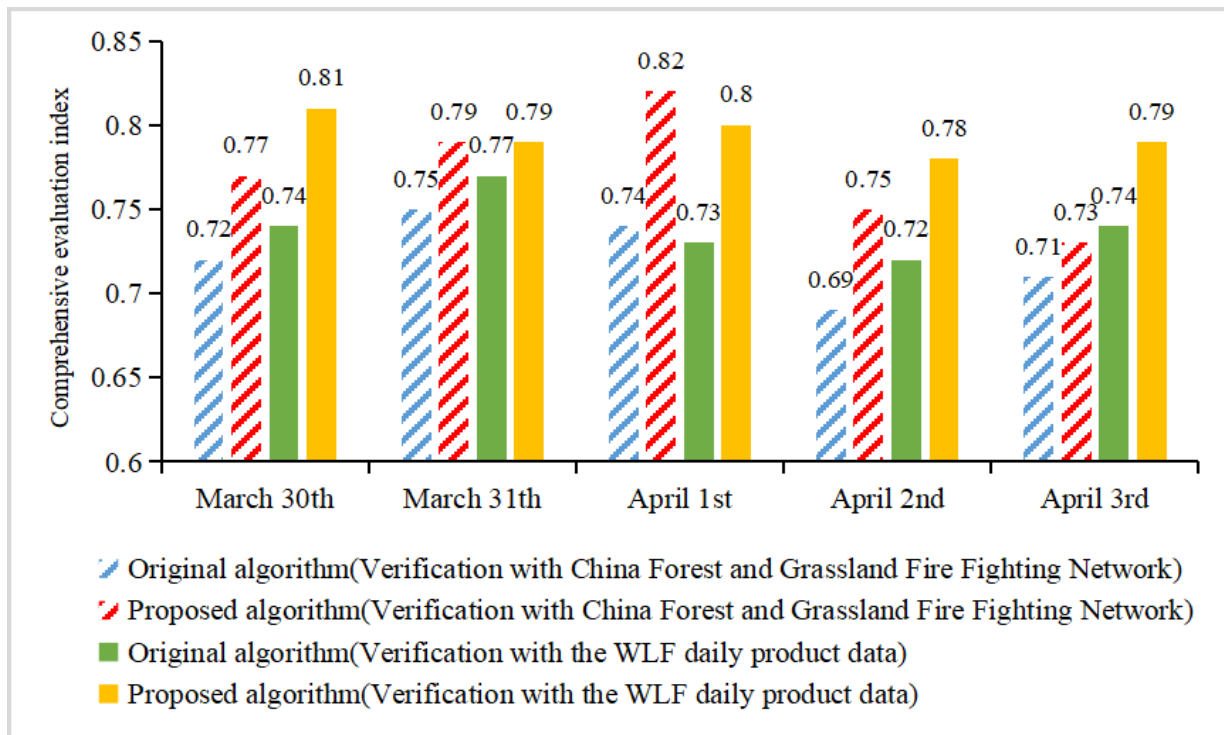 0.85
0.8
0.75
0.7
0.65
0.6
Comprehensive evaluation index
0.72
0.77
0.74
0.81
0.75
0.79
0.77
0.79
0.74
0.82
0.73
0.8
0.69
0.75
0.72
0.78
0.71
0.73
0.74
0.79
March 30th
March 31th
April 1st
April 2nd
April 3rd
Original algorithm(Verification with China Forest and Grassland Fire Fighting Network)
Proposed algorithm(Verification with China Forest and Grassland Fire Fighting Network)
Original algorithm(Verification with the WLF daily product data)
Proposed algorithm(Verification with the WLF daily product data)